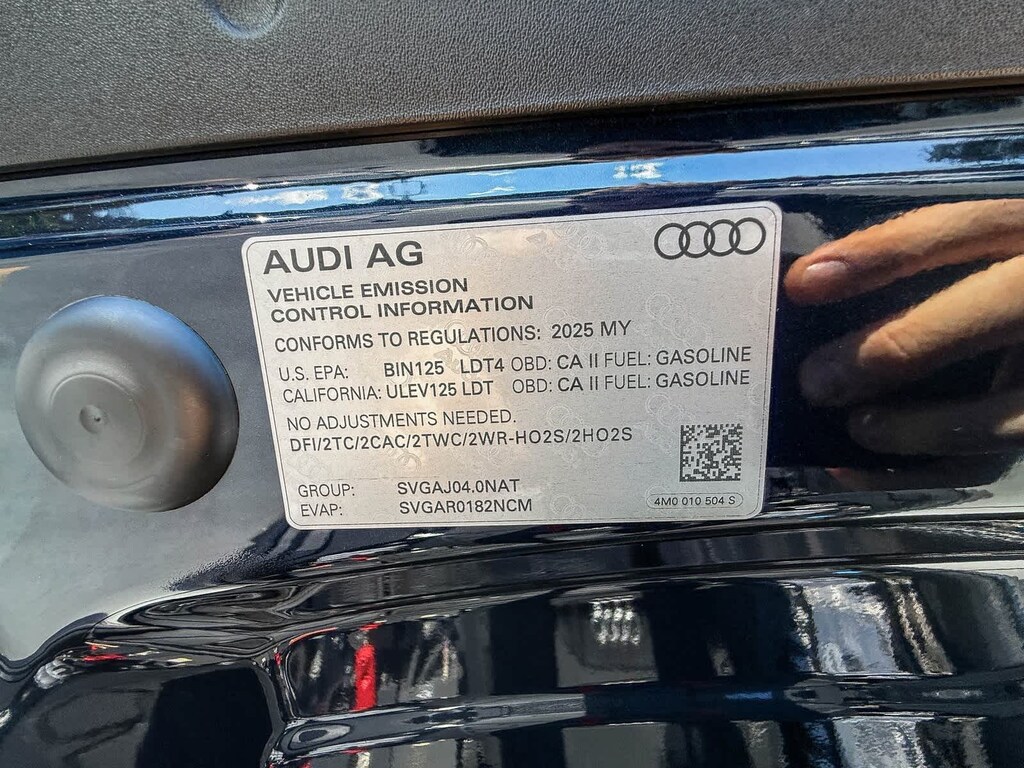 AUDI AG
VEHICLE EMISSION
CONTROL INFORMATION
CONFORMS TO REGULATIONS: 2025 MY
U.S. EPA: BIN125 LDT4 OBD: CA II FUEL: GASOLINE
CALIFORNIA: ULEV125 LDT OBD: CA II FUEL: GASOLINE
NO ADJUSTMENTS NEEDED.
DFI/2TC/2CAC/2TWC/2WR-HO2S/2HO2S
GROUP: SVGAJ04.0NAT
EVAP: SVGAR0182NCM
4M0 010 504 S